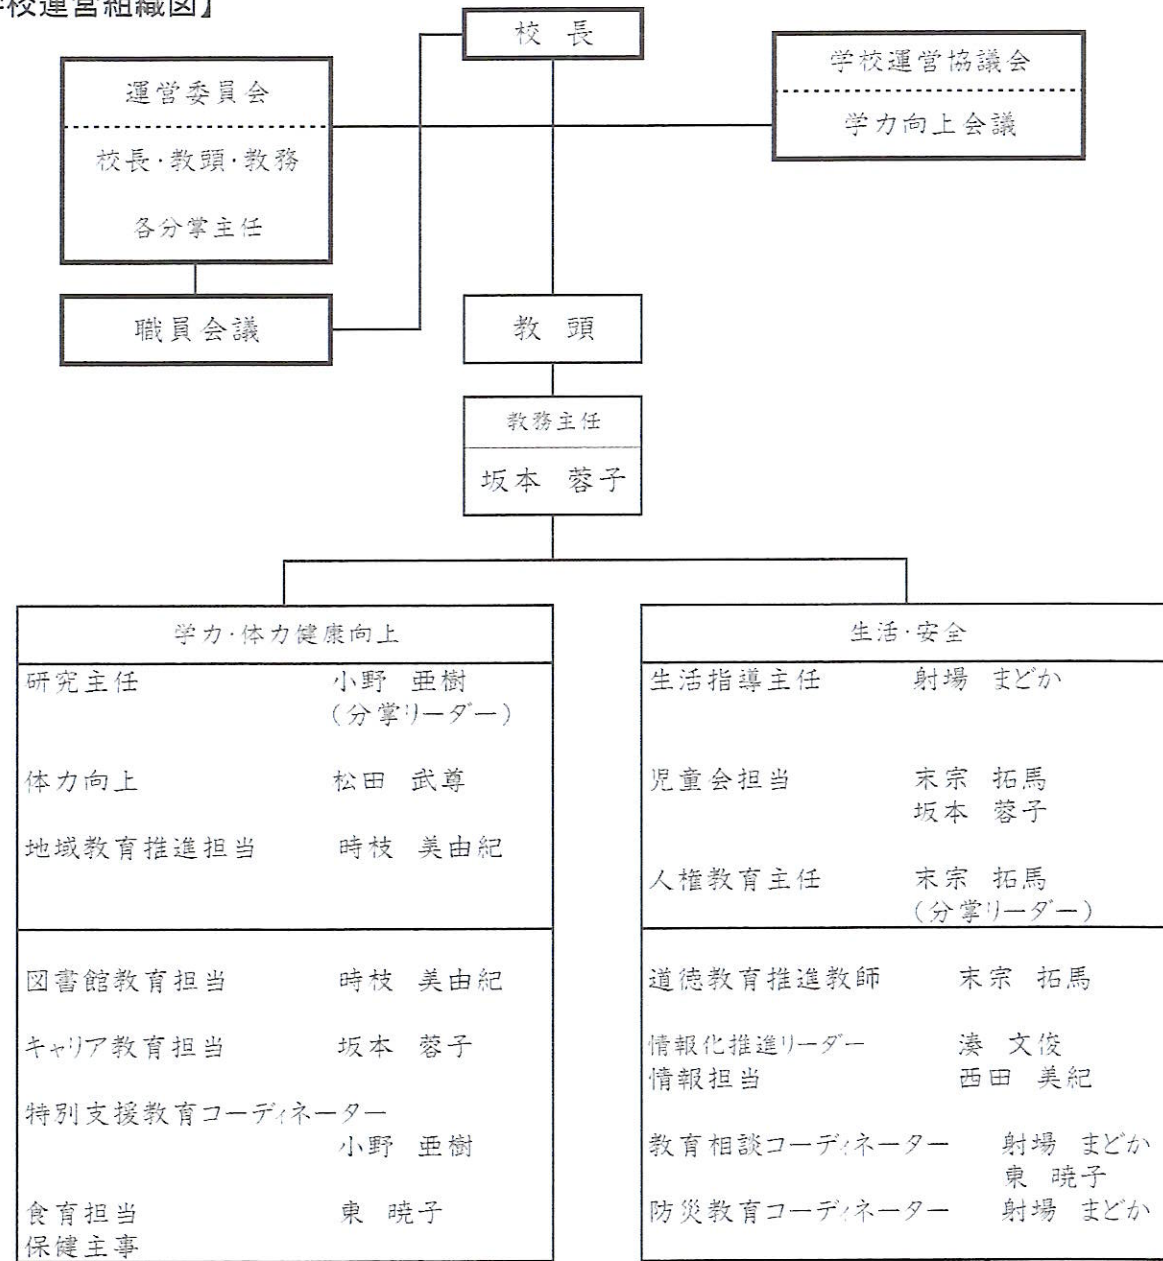 校運営組織図】
校 長
運営委員会
校長・教頭・教務
各分掌主任
学校運営協議会
学力向上会議
職員会議
教 頭
教務主任
坂本 蓉子
学力・体力健康向上
研究主任 小野 亜樹
(分掌リーダー)
体力向上 松田 武尊
地域教育推進担当 時枝 美由紀
図書館教育担当 時枝 美由紀
キャリア教育担当 坂本 蓉子
特別支援教育コーディネーター
小野 亜樹
食育担当 東 暁子
保健主事
生活・安全
生活指導主任 射場 まどか
児童会担当 末宗 拓馬
坂本 蓉子
人権教育主任 末宗 拓馬
(分掌リーダー)
道徳教育推進教師 末宗 拓馬
情報化推進リーダー 湊 文俊
情報担当 西田 美紀
教育相談コーディネーター 射場 まどか
東 暁子
防災教育コーディネーター 射場 まどか